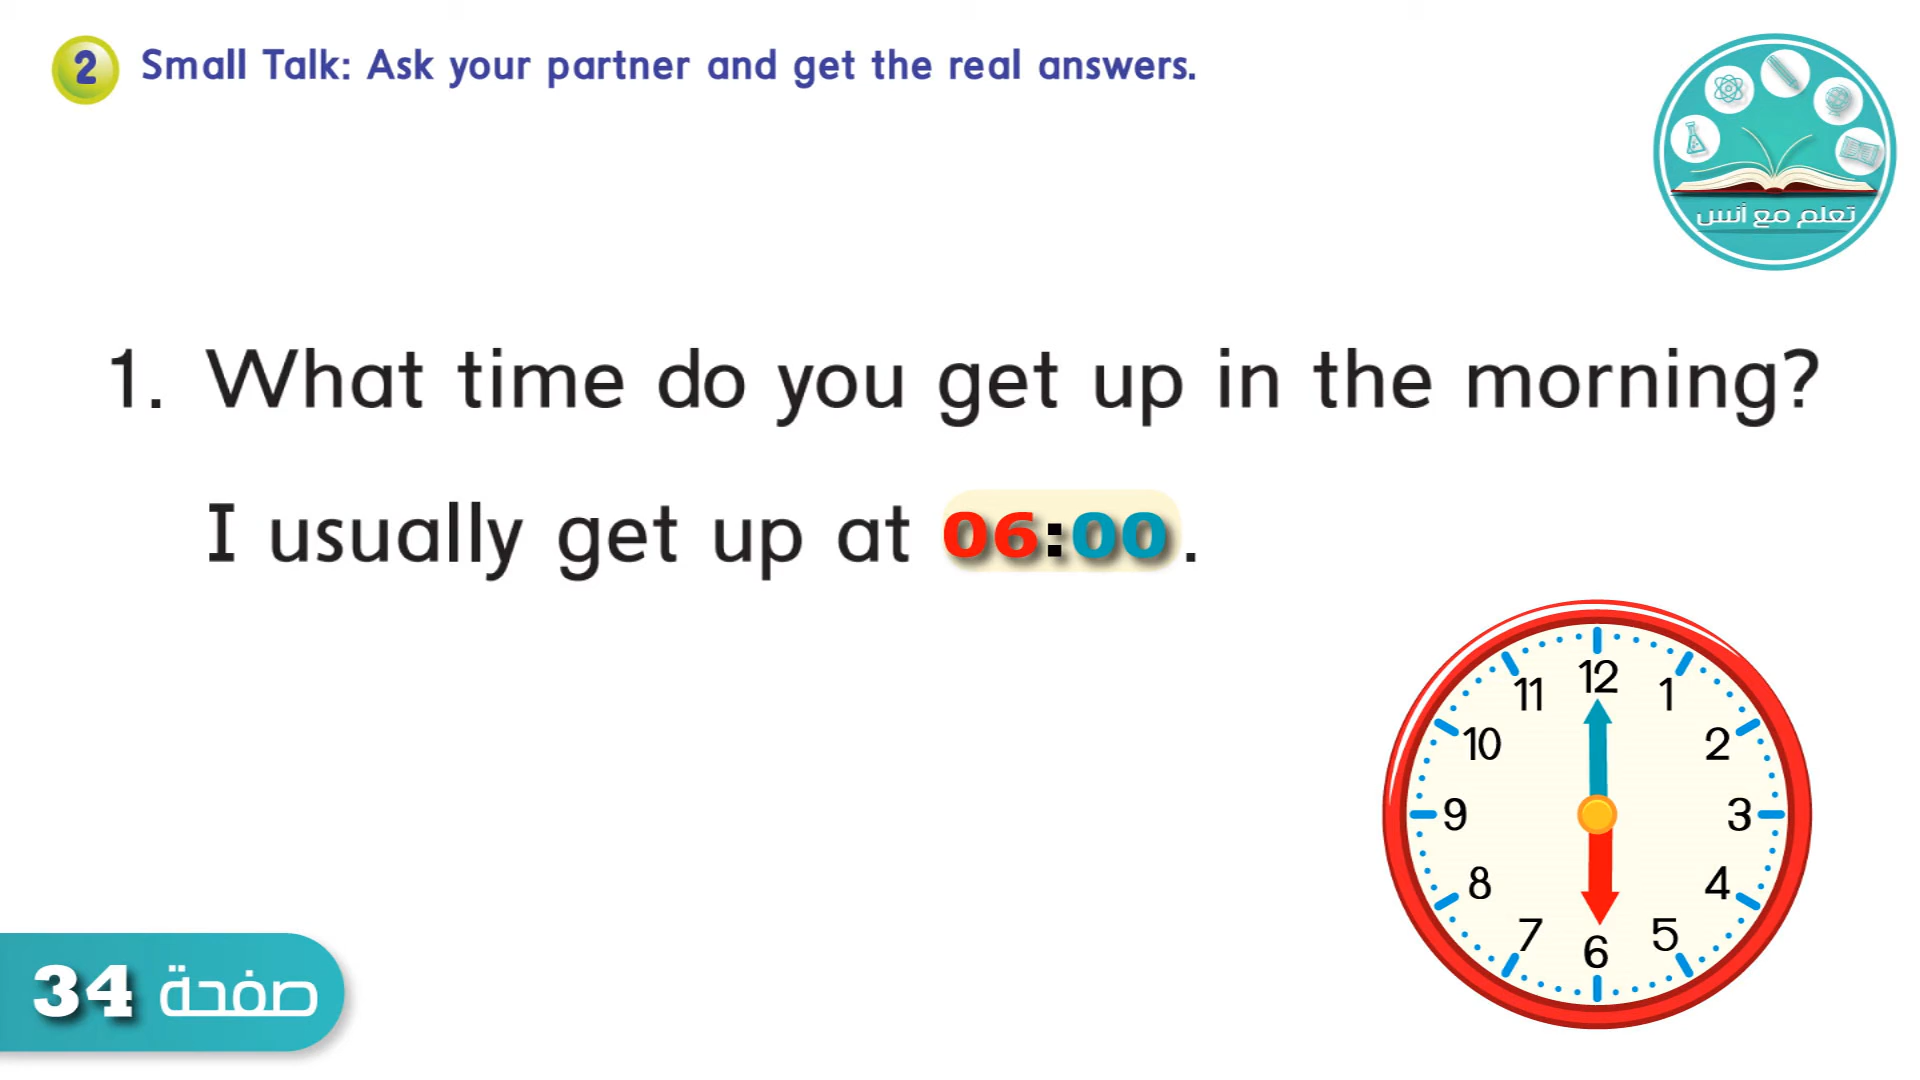 2 Small Talk: Ask your partner and get the real answers.
تعلم مع أنس
1. What time do you get up in the morning?
I usually get up at 06:00.
12
1
2
3
4
5
6
7
8
9
10
11
صفحة 34